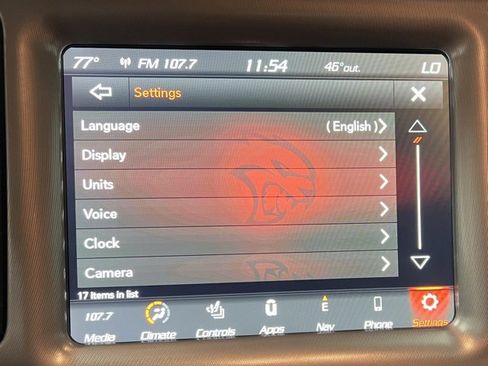 77° FM 107.7 11:54 46°out. LO
Settings
Language (English)
Display
Units
Voice
Clock
Camera
17 items in list
107.7 E
Media Climate Controls Apps Nav Phone Settings